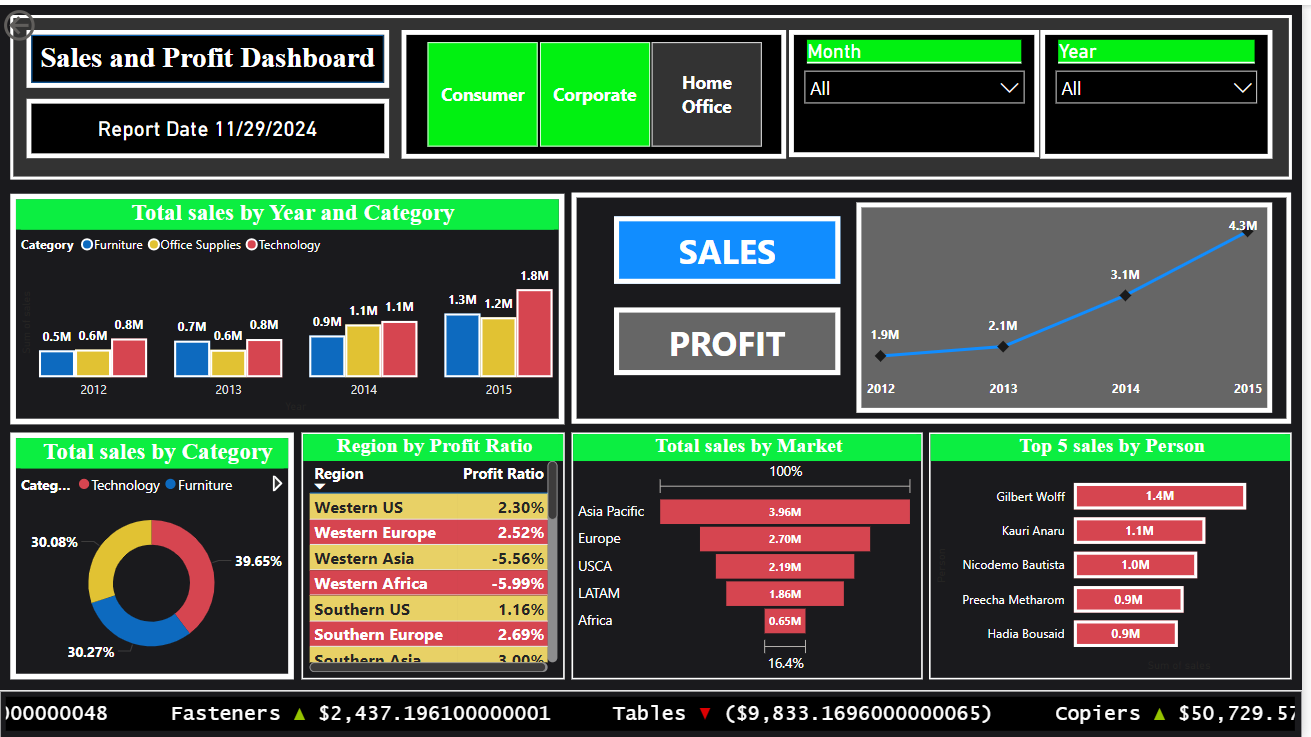 Sales and Profit Dashboard
Report Date 11/29/2024
Consumer
Corporate
Home
Office
Month
All
Year
All
Total sales by Year and Category
Category Furniture Office Supplies Technology
0.5M 0.6M 0.8M
0.7M 0.6M 0.8M
0.9M 1.1M 1.1M
1.3M 1.2M 1.8M
2012 2013 2014 2015
Year
SALES
PROFIT
1.9M
2.1M
3.1M
4.3M
2012 2013 2014 2015
Total sales by Category
Categ... Technology Furniture
30.08%
39.65%
30.27%
Region by Profit Ratio
Region Profit Ratio
Western US 2.30%
Western Europe 2.52%
Western Asia -5.56%
Western Africa -5.99%
Southern US 1.16%
Southern Europe 2.69%
Southern Asia 3.00%
Total sales by Market
100%
Asia Pacific 3.96M
Europe 2.70M
USCA 2.19M
LATAM 1.86M
Africa 0.65M
16.4%
Top 5 sales by Person
Gilbert Wolff 1.4M
Kauri Anaru 1.1M
Nicodemo Bautista 1.0M
Preecha Metharom 0.9M
Hadia Bousaid 0.9M
Person
Sum of sales
000000048 Fasteners ▲ $2,437.196100000001 Tables ▼ ($9,833.1696000000065) Copiers ▲ $50,729.57